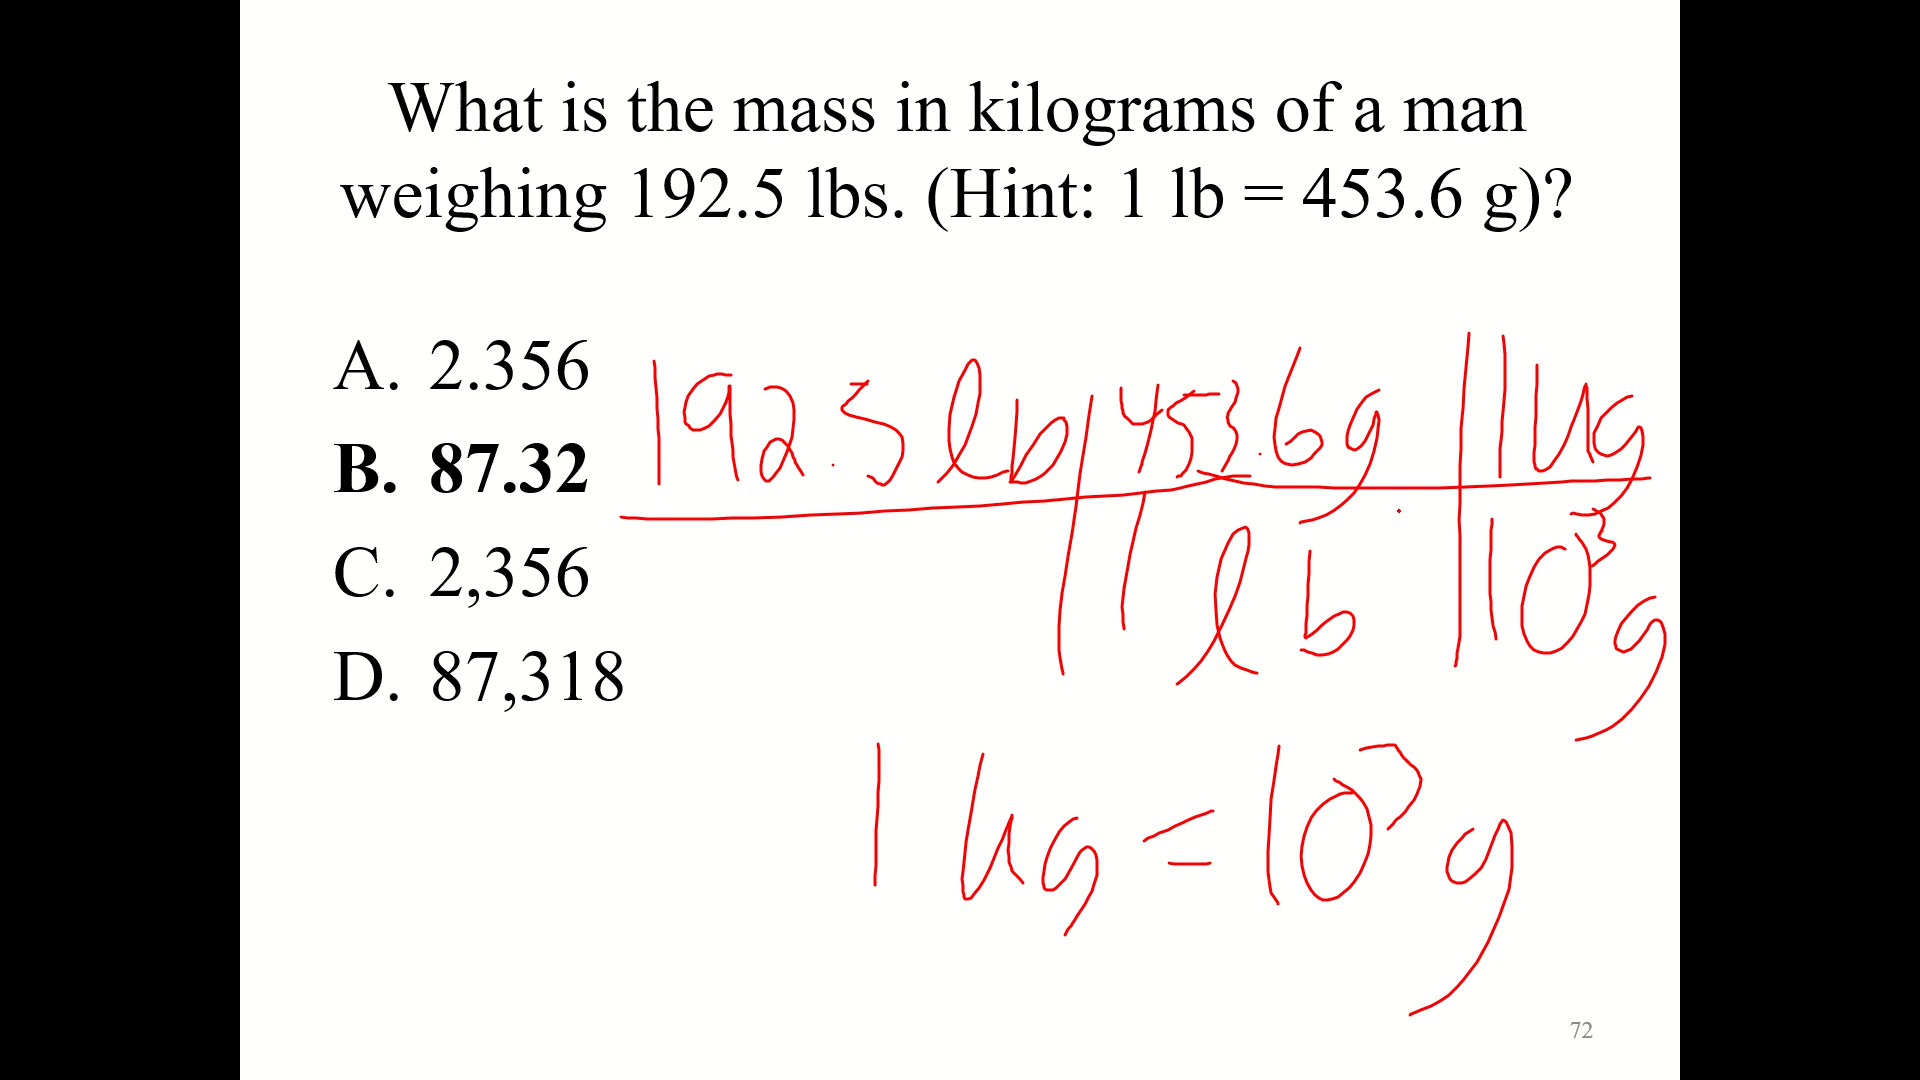 What is the mass in kilograms of a man
weighing 192.5 lbs. (Hint: 1 lb = 453.6 g)?
A. 2.356
B. 87.32
C. 2,356
D. 87,318
192.5 lb | 453.6 g | 1 kg
1 lb | 10³ g
1 kg = 10³ g
72